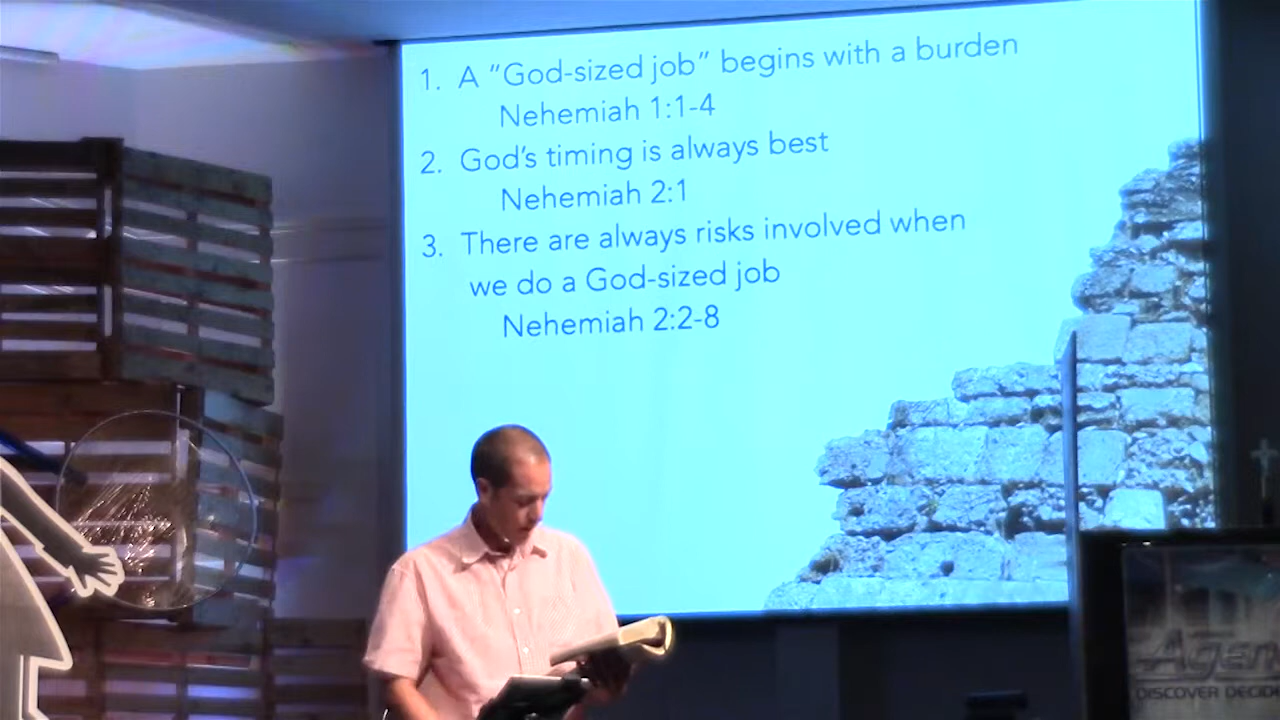 1. A “God-sized job” begins with a burden
Nehemiah 1:1-4
2. God’s timing is always best
Nehemiah 2:1
3. There are always risks involved when
we do a God-sized job
Nehemiah 2:2-8
DISCOVER